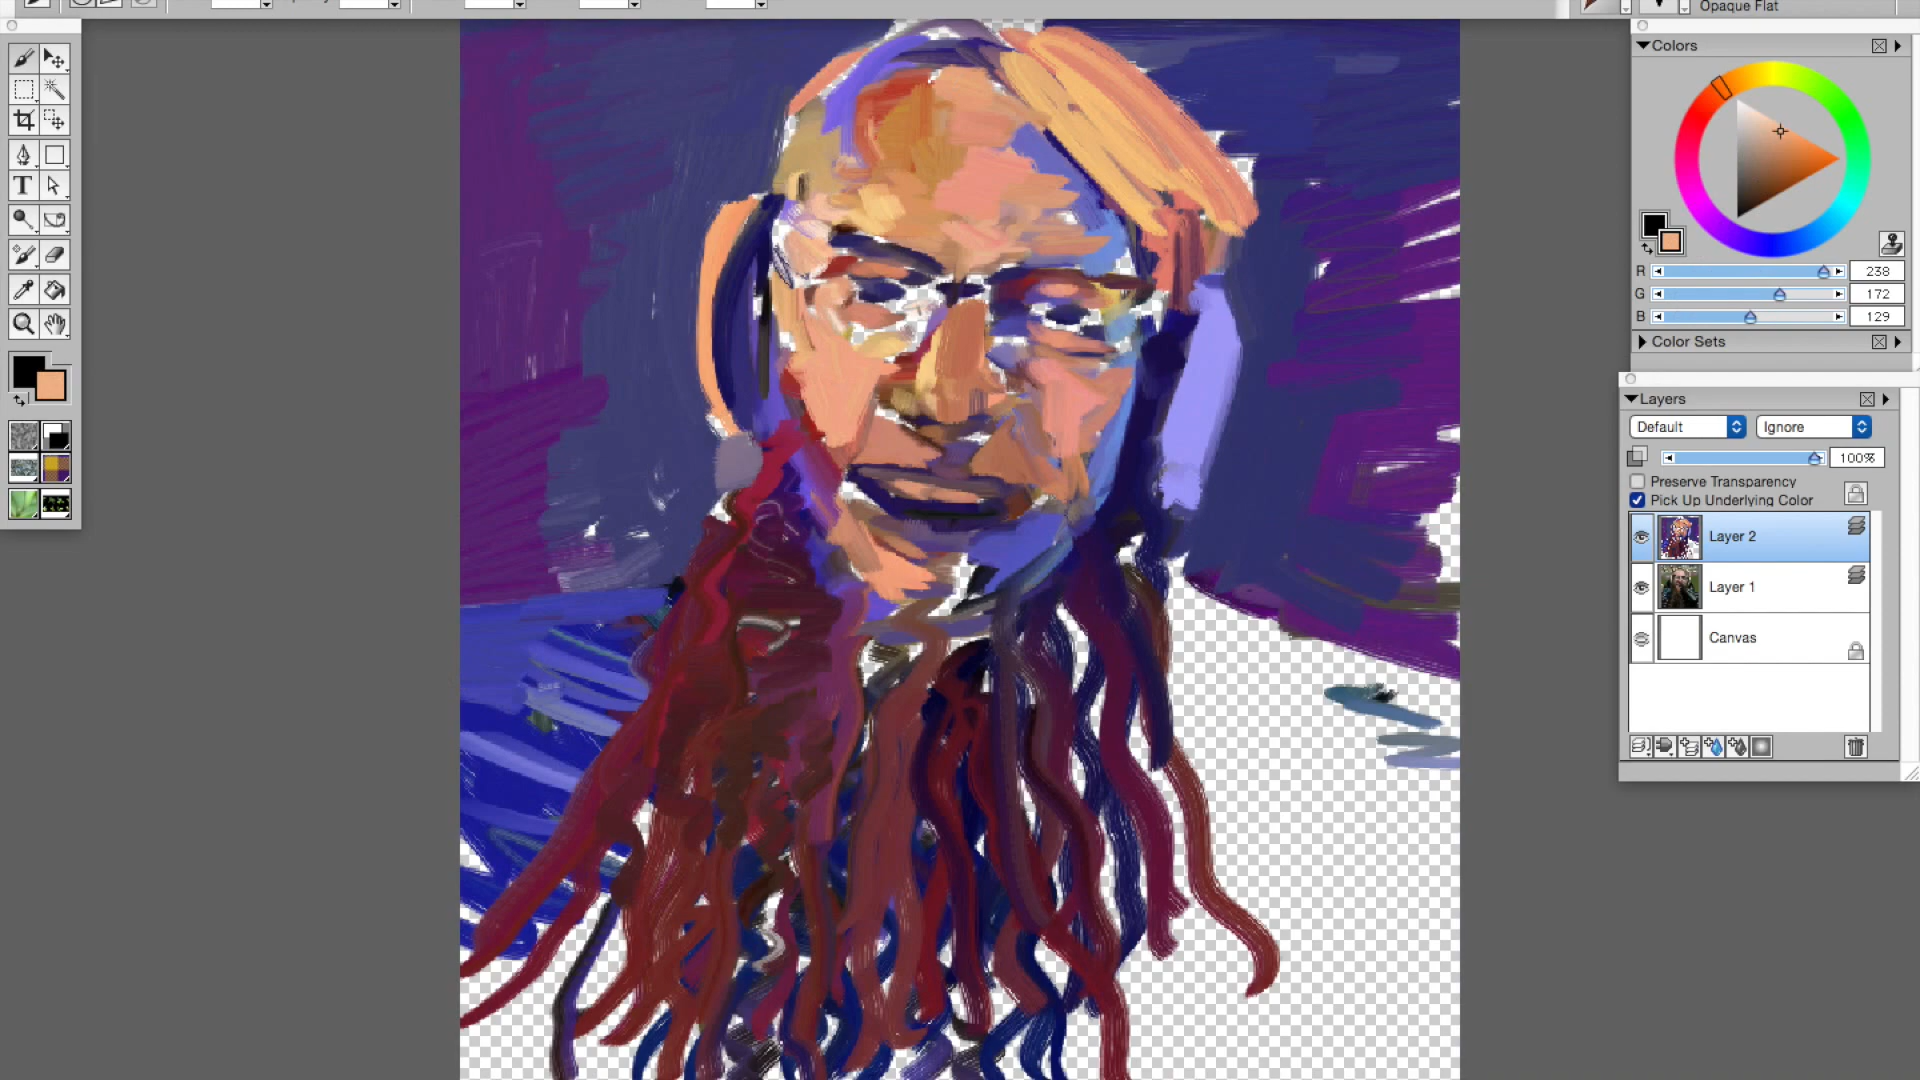 Opaque Flat
Colors
R 238
G 172
B 129
Color Sets
Layers
Default Ignore
100%
Preserve Transparency
Pick Up Underlying Color
Layer 2
Layer 1
Canvas
T